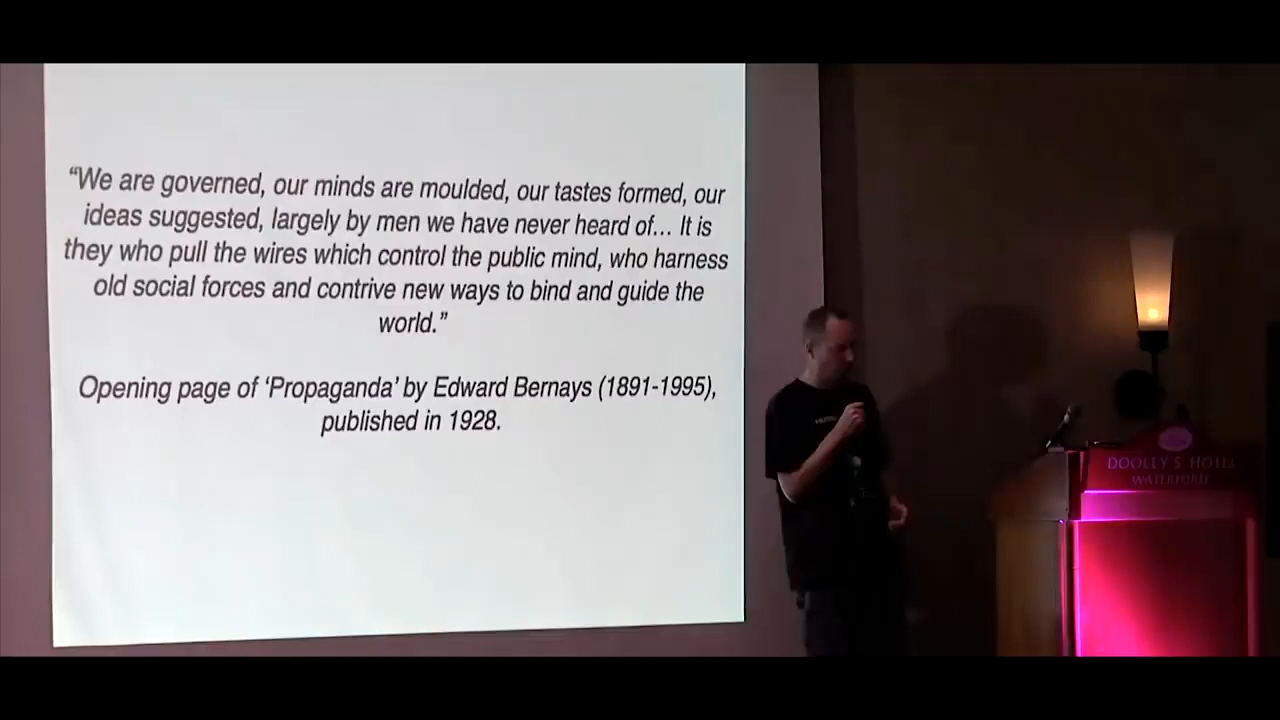 “We are governed, our minds are moulded, our tastes formed, our
ideas suggested, largely by men we have never heard of... It is
they who pull the wires which control the public mind, who harness
old social forces and contrive new ways to bind and guide the
world.”
Opening page of ‘Propaganda’ by Edward Bernays (1891-1995),
published in 1928.
DOOLEY'S HOTEL
WATERFORD